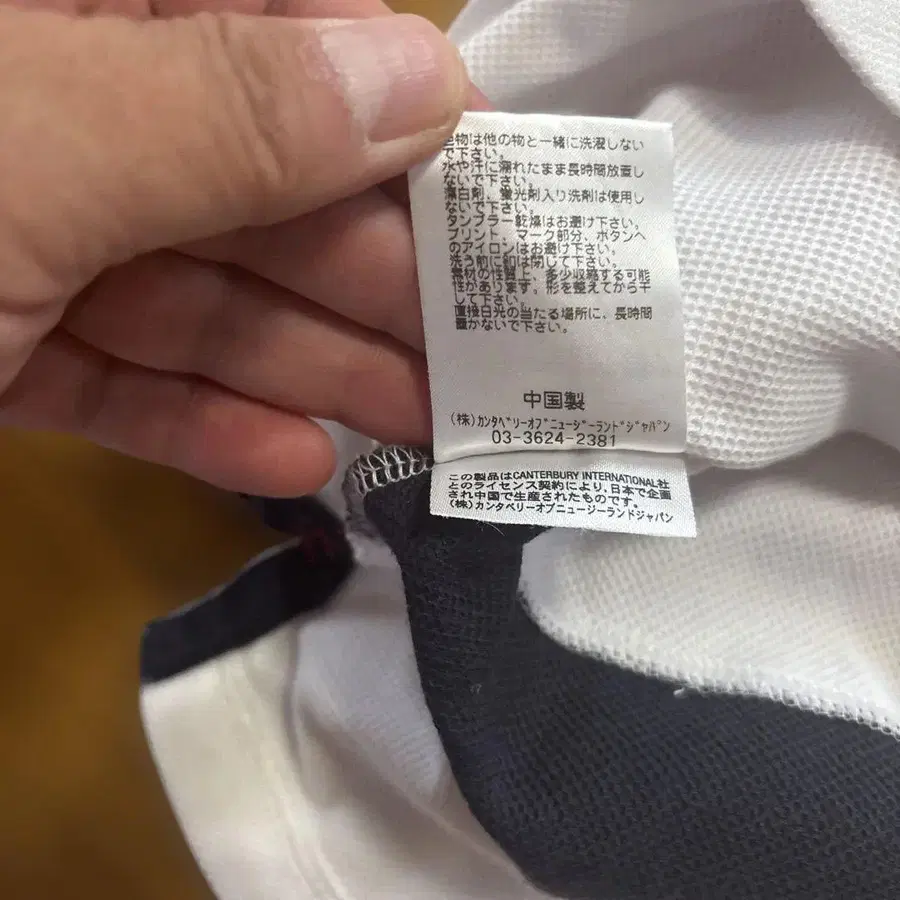 色物は他の物と一緒に洗濯しない
で下さい。
水や汗に濡れたまま長時間放置し
ないで下さい。
漂白剤、蛍光剤入り洗剤は使用し
ないで下さい。
タンブラー乾燥はお避け下さい。
プリント、マーク部分、ボタンへ
のアイロンはお避け下さい。
洗う前に釦は閉じて下さい。
素材の性質上、多少収縮する可能
性があります。形を整えてから干
して下さい。
直接日光の当たる場所に、長時間
置かないで下さい。
中国製
(株)ｶﾝﾀﾍﾞﾘｰｵﾌﾞﾆｭｰｼﾞｰﾗﾝﾄﾞｼﾞｬﾊﾟﾝ
03-3624-2381
この製品はCANTERBURY INTERNATIONAL社
とのライセンス契約により、日本で企画
され中国で生産されたものです。
(株)カンタベリーオブニュージーランドジャパン